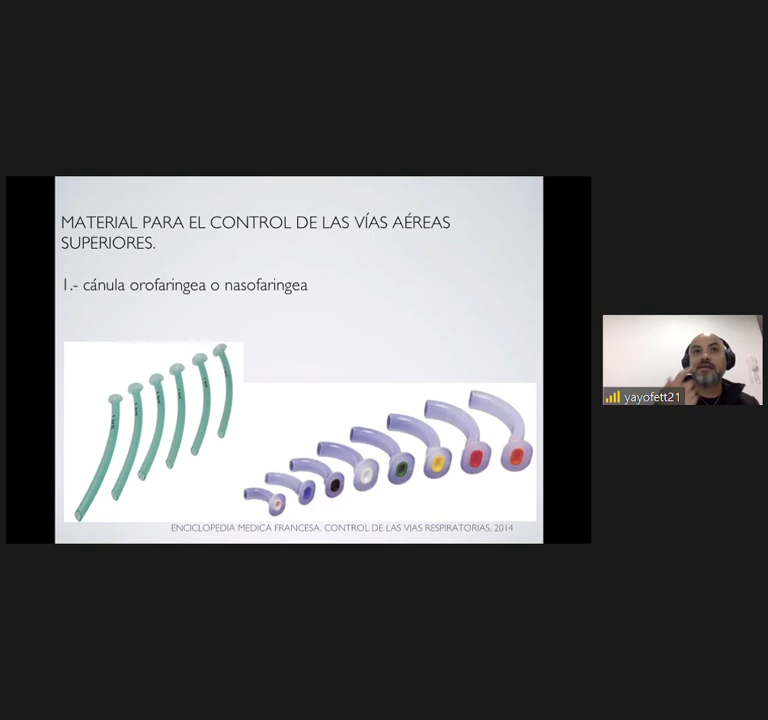 MATERIAL PARA EL CONTROL DE LAS VÍAS AÉREAS
SUPERIORES.
1.- cánula orofaringea o nasofaringea
ENCICLOPEDIA MEDICA FRANCESA. CONTROL DE LAS VIAS RESPIRATORIAS. 2014
yayofett21